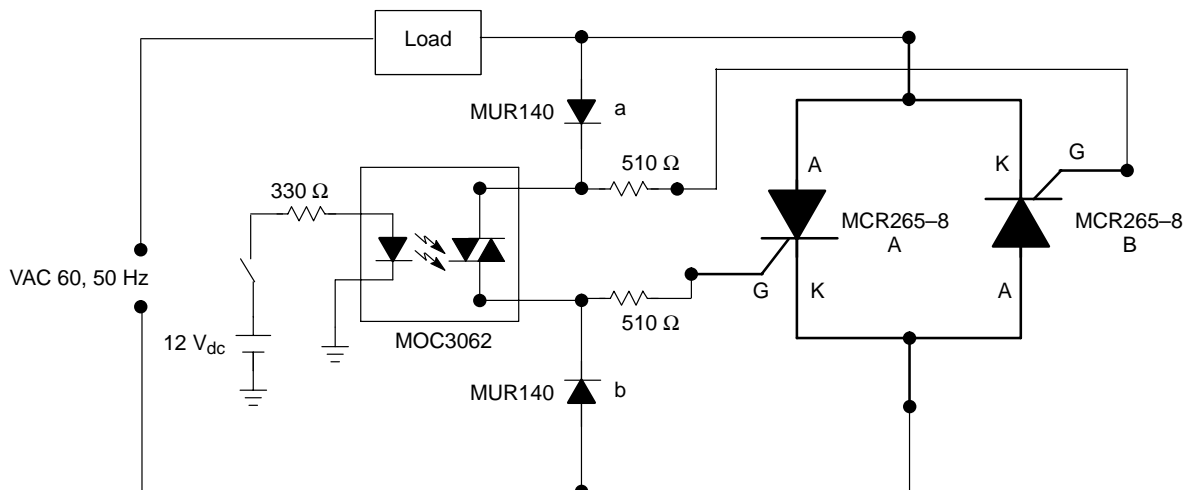 Load
MUR140
a
510 Ω
A
K
G
330 Ω
MCR265–8
A
MCR265–8
B
VAC 60, 50 Hz
G
K
A
510 Ω
12 Vdc
MOC3062
MUR140
b